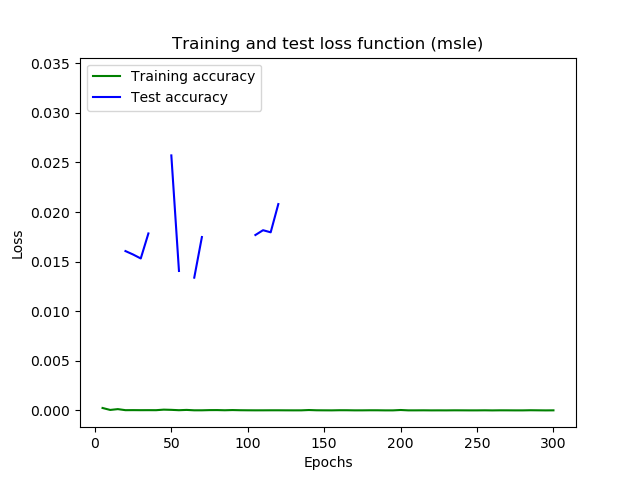 Training and test loss function (msle)
0.035
0.030
0.025
0.020
0.015
0.010
0.005
0.000
Loss
Training accuracy
Test accuracy
0 50 100 150 200 250 300
Epochs